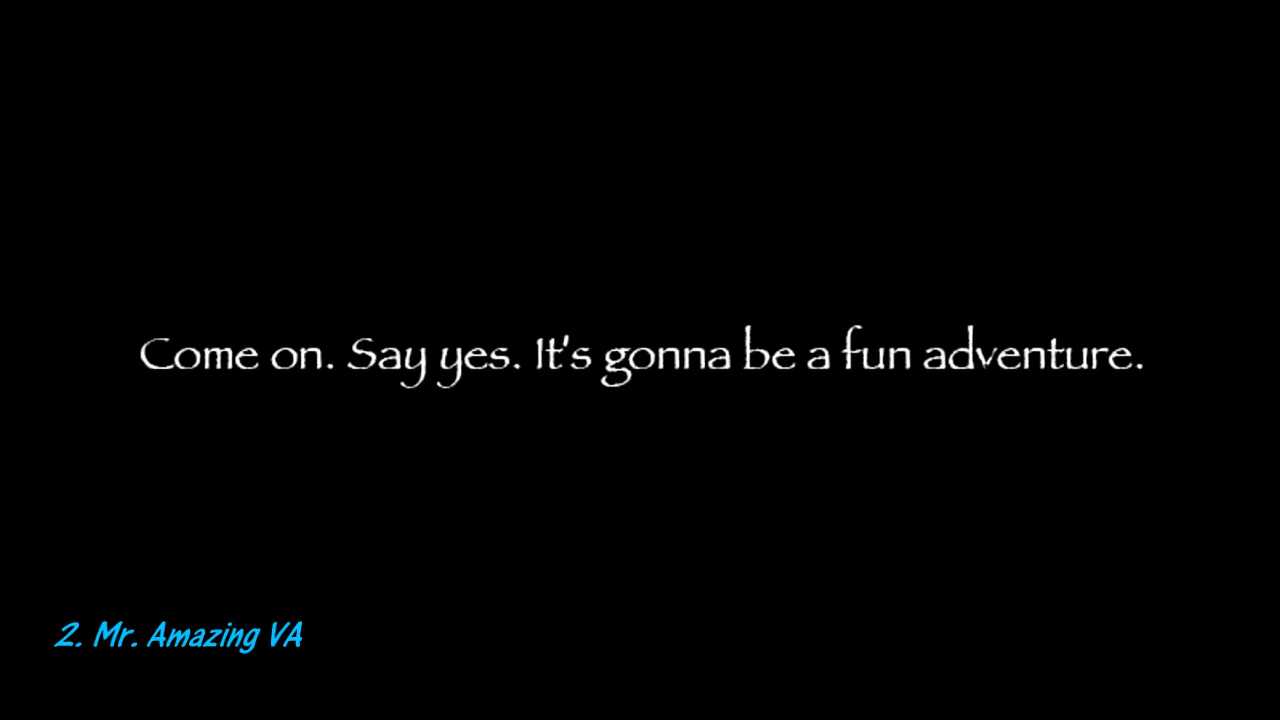 Come on. Say yes. It's gonna be a fun adventure.
2. Mr. Amazing VA